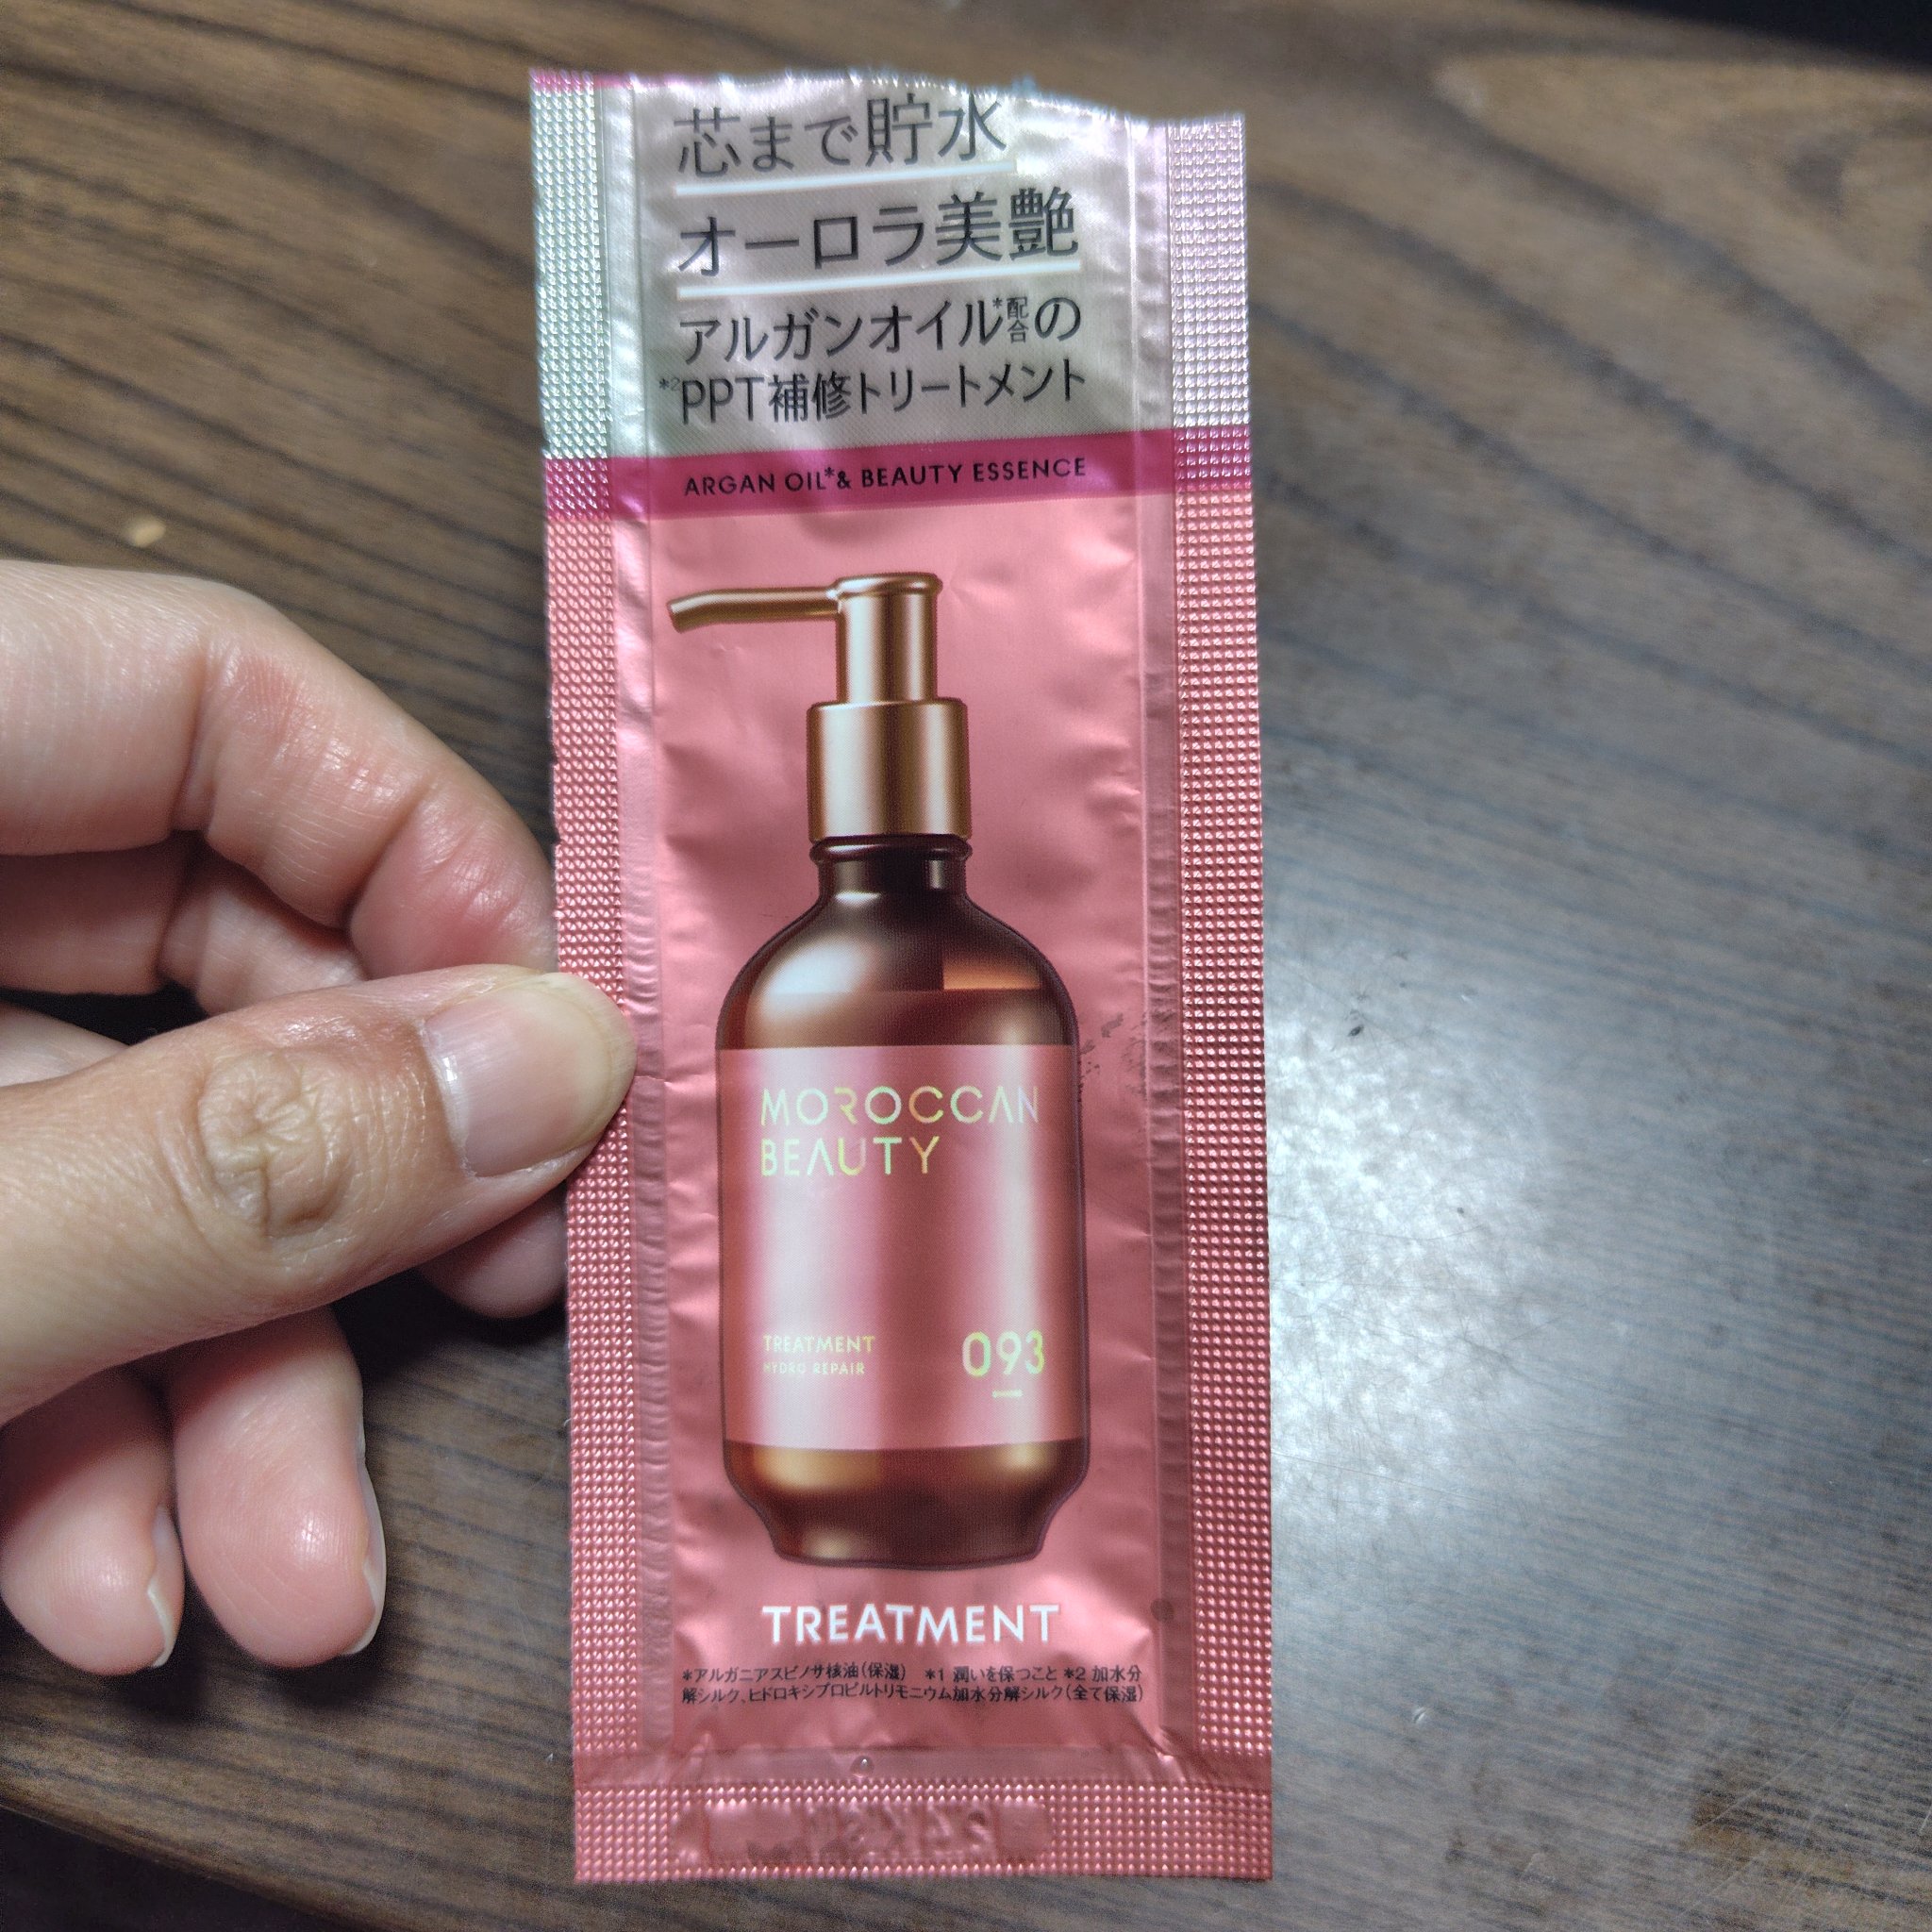 芯まで貯水
オーロラ美艶
アルガンオイル*配合の
*2PPT補修トリートメント
ARGAN OIL*& BEAUTY ESSENCE
MOROCCAN
BEAUTY
TREATMENT
HYDRO REPAIR
093
TREATMENT
*アルガニアスピノサ核油(保湿) *1 潤いを保つこと *2 加水分
解シルク、ヒドロキシプロピルトリモニウム加水分解シルク(全て保湿)